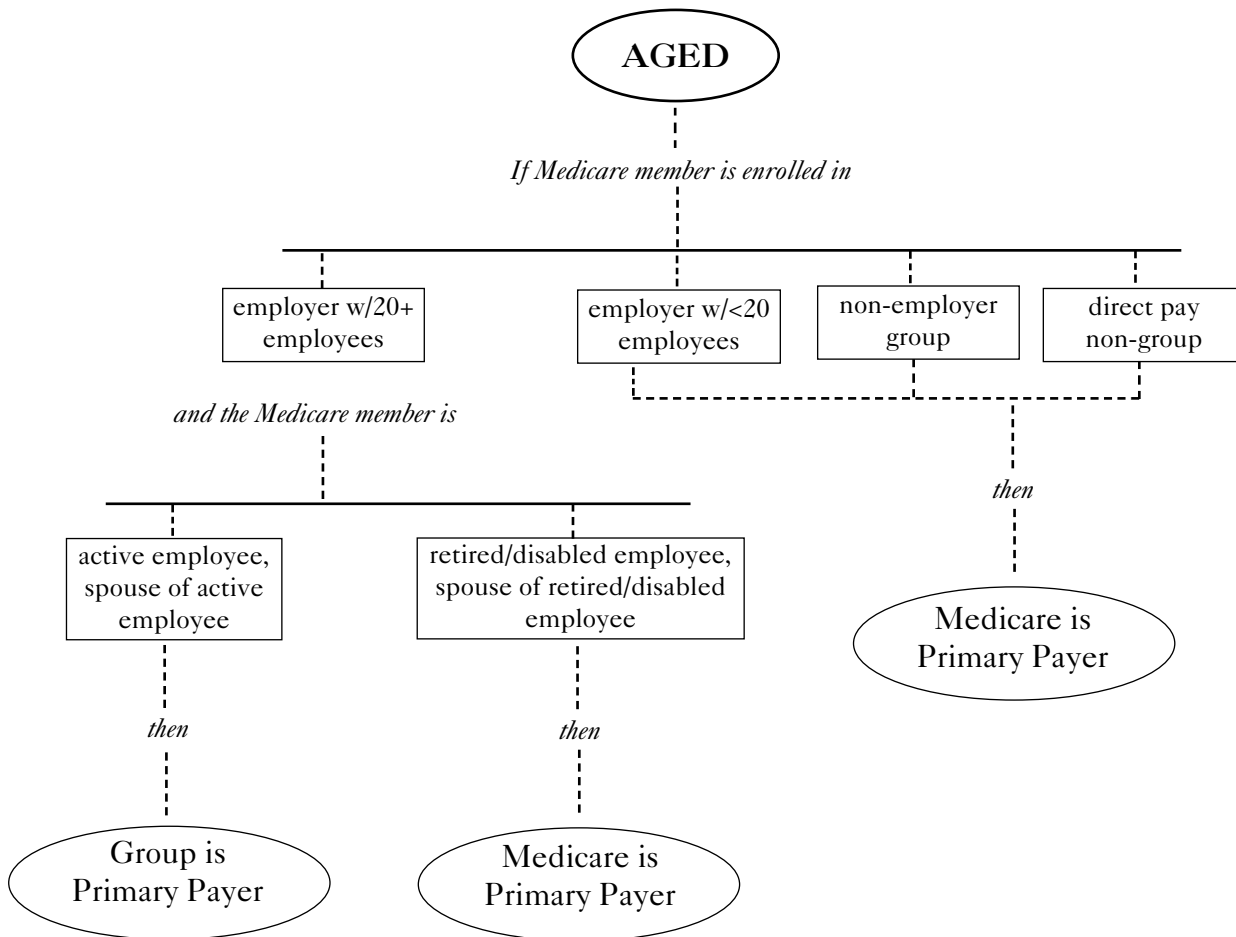 AGED
If Medicare member is enrolled in
employer w/20+
employees
employer w/<20
employees
non-employer
group
direct pay
non-group
and the Medicare member is
then
active employee,
spouse of active
employee
retired/disabled employee,
spouse of retired/disabled
employee
Medicare is
Primary Payer
then
then
Group is
Primary Payer
Medicare is
Primary Payer